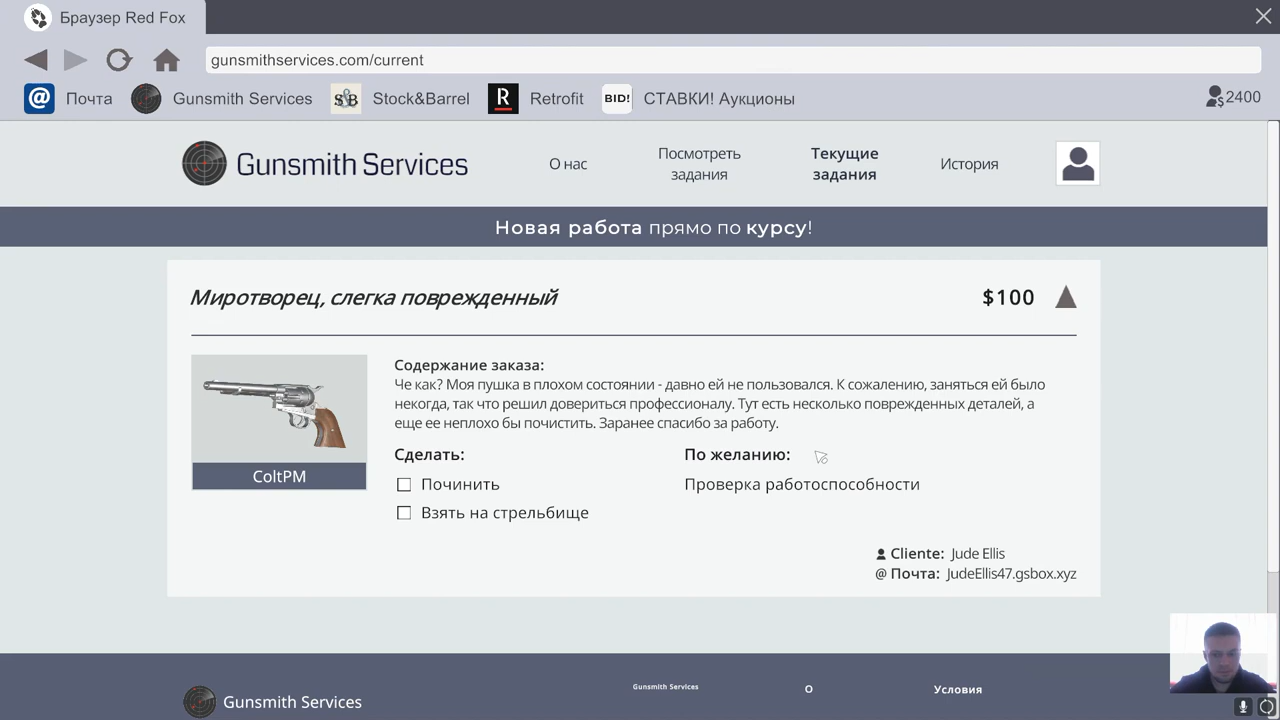 Браузер Red Fox
gunsmithservices.com/current
@ Почта
Gunsmith Services
S&B Stock&Barrel
R Retrofit
BID! СТАВКИ! Аукционы
2400
Gunsmith Services
О нас
Посмотреть
задания
Текущие
задания
История
Новая работа прямо по курсу!
Миротворец, слегка поврежденный
$100
Содержание заказа:
Че как? Моя пушка в плохом состоянии - давно ей не пользовался. К сожалению, заняться ей было
некогда, так что решил довериться профессионалу. Тут есть несколько поврежденных деталей, а
еще ее неплохо бы почистить. Заранее спасибо за работу.
ColtPM
Сделать:
Починить
Взять на стрельбище
По желанию:
Проверка работоспособности
Cliente: Jude Ellis
@ Почта: JudeEllis47.gsbox.xyz
Gunsmith Services
Gunsmith Services
О
Условия